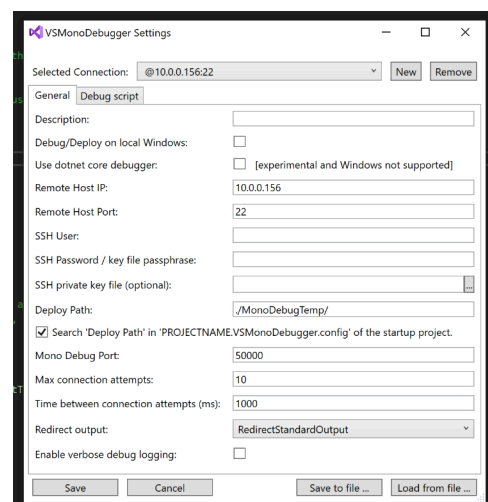 VSMonoDebugger Settings
Selected Connection: @10.0.0.156:22 New Remove
General Debug script
Description:
Debug/Deploy on local Windows:
Use dotnet core debugger: [experimental and Windows not supported]
Remote Host IP: 10.0.0.156
Remote Host Port: 22
SSH User:
SSH Password / key file passphrase:
SSH private key file (optional): ...
Deploy Path: ./MonoDebugTemp/
Search 'Deploy Path' in 'PROJECTNAME.VSMonoDebugger.config' of the startup project.
Mono Debug Port: 50000
Max connection attempts: 10
Time between connection attempts (ms): 1000
Redirect output: RedirectStandardOutput
Enable verbose debug logging:
Save Cancel Save to file ... Load from file ...